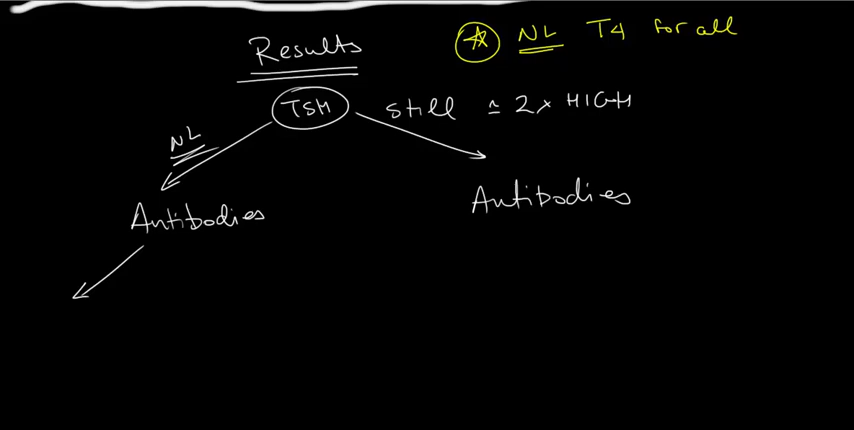 Results
NL T4 for all
TSH still ≃ 2x HIGH
NL
Antibodies
Antibodies